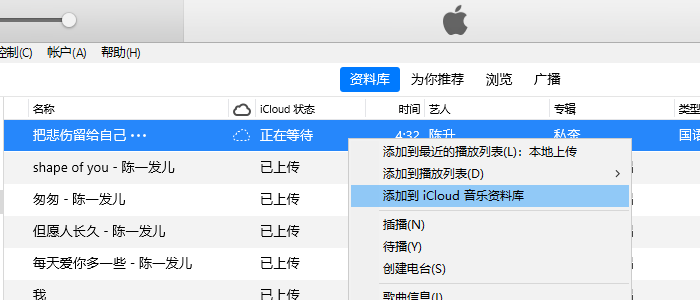 控制(C) 帐户(A) 帮助(H)
资料库 为你推荐 浏览 广播
名称 iCloud 状态 时间 艺人 专辑 类型
把悲伤留给自己 ••• 正在等待 4:32 陈升 私奔 国语
添加到最近的播放列表(L)：本地上传
shape of you - 陈一发儿 已上传
添加到播放列表(D)
添加到 iCloud 音乐资料库
匆匆 - 陈一发儿 已上传
插播(N)
但愿人长久 - 陈一发儿 已上传
待播(Y)
每天爱你多一些 - 陈一发儿 已上传
创建电台(S)
我 已上传
歌曲信息(I)